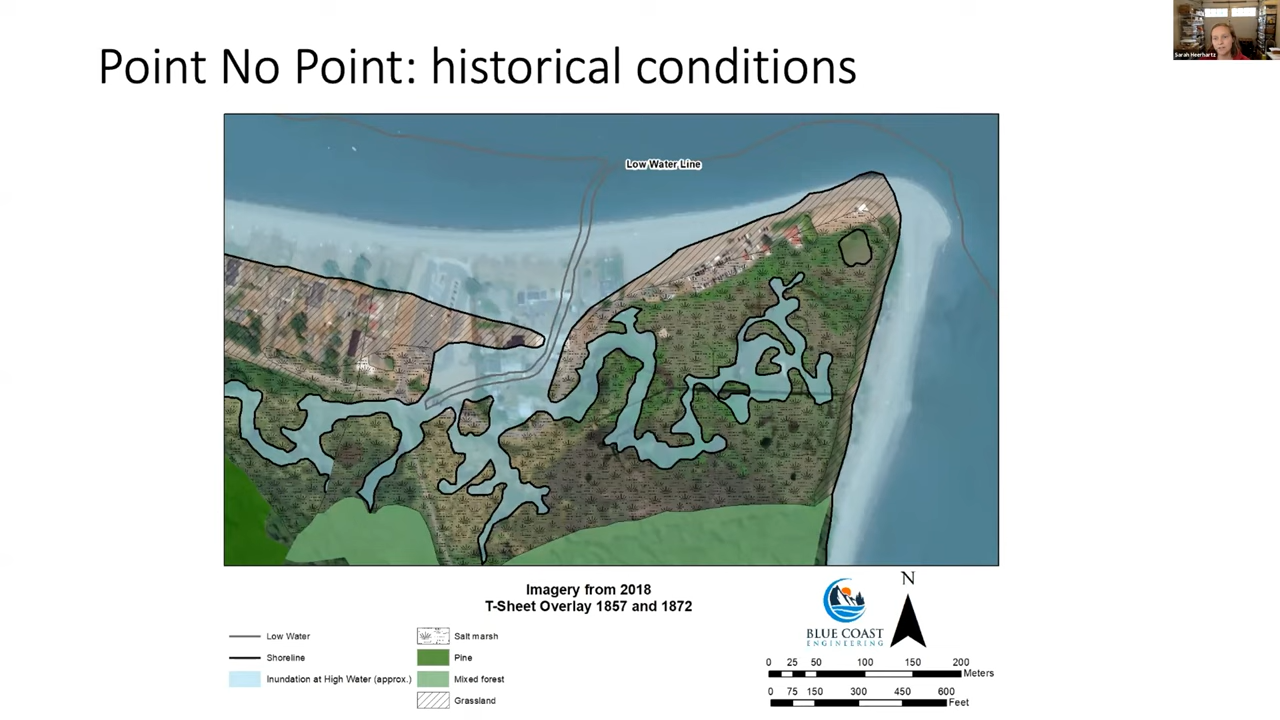 Point No Point: historical conditions
Sarah Heerhartz
Low Water Line
Imagery from 2018
T-Sheet Overlay 1857 and 1872
Low Water
Shoreline
Inundation at High Water (approx.)
Salt marsh
Pine
Mixed forest
Grassland
BLUE COAST
ENGINEERING
N
0 25 50 100 150 200
Meters
0 75 150 300 450 600
Feet